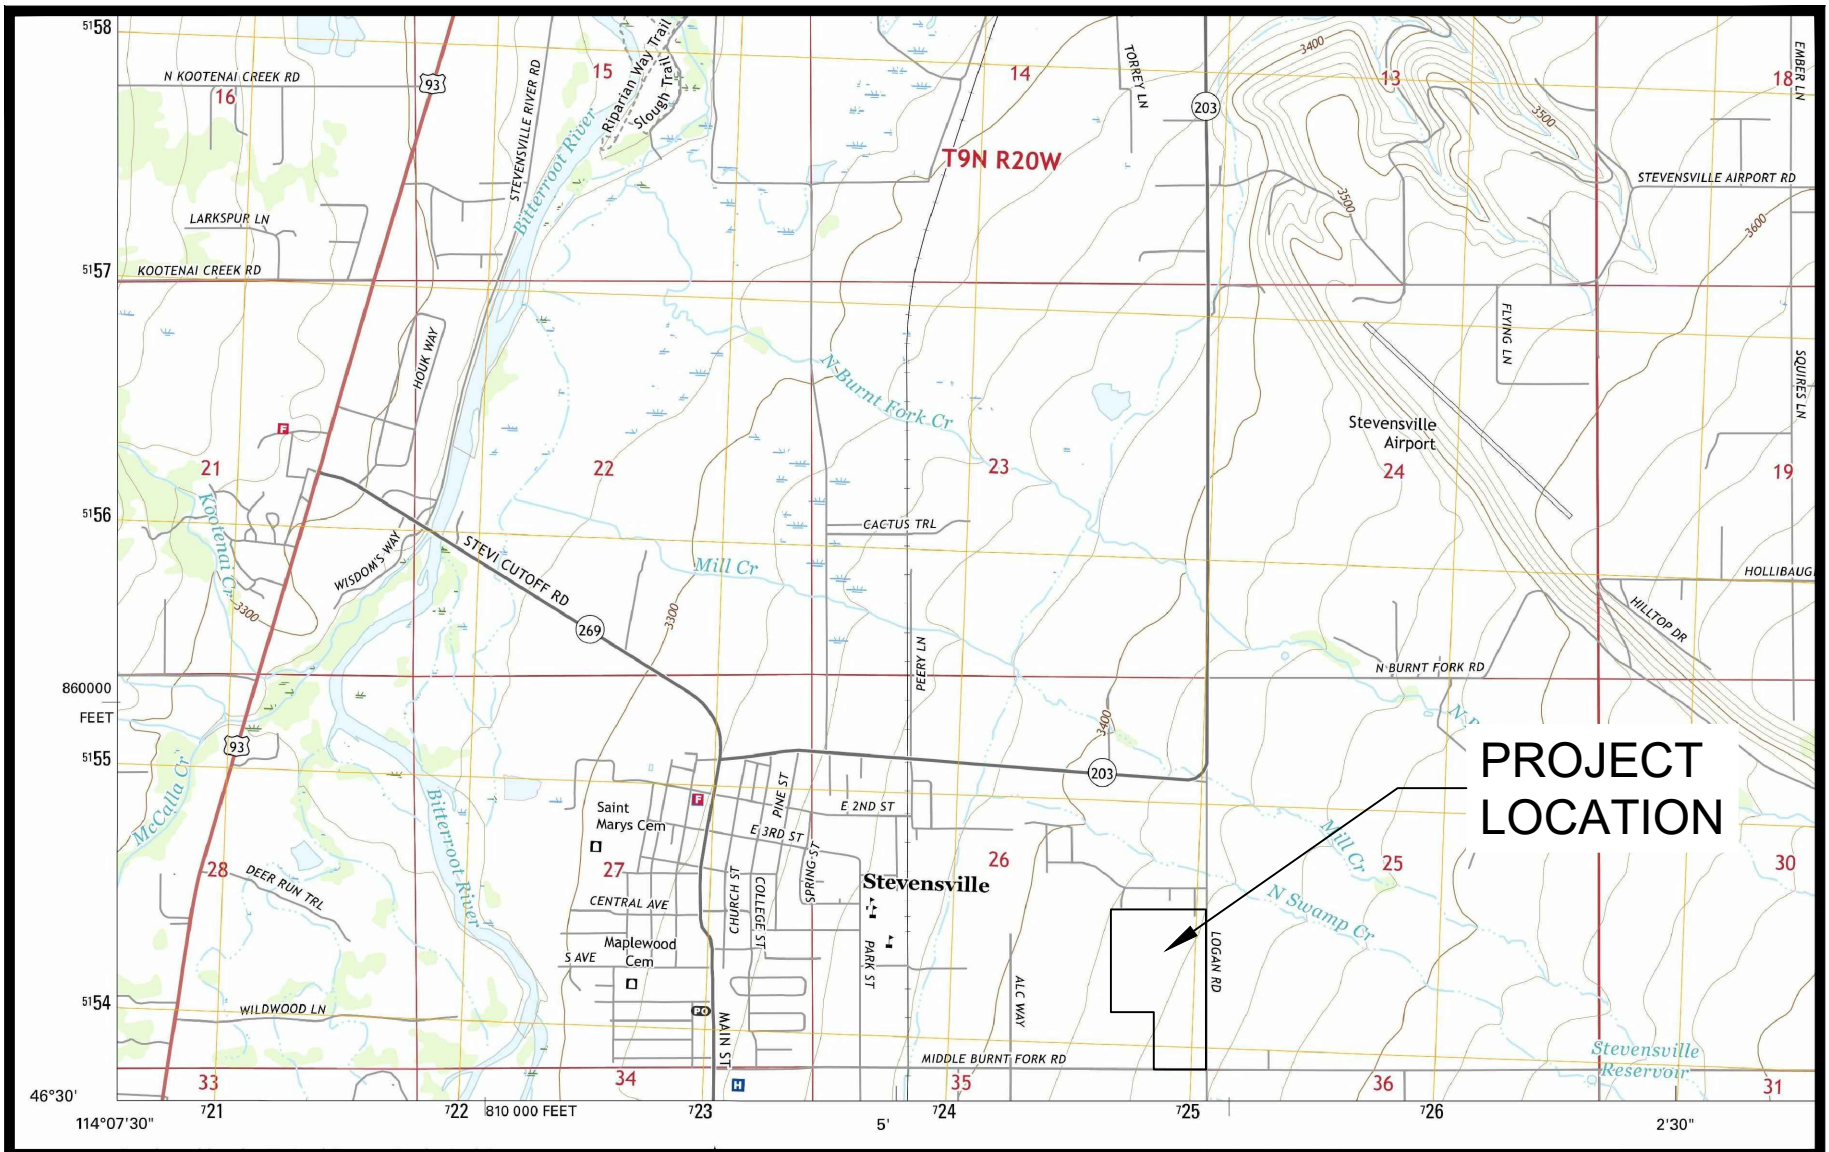 5158
N KOOTENAI CREEK RD
16
93
STEVENSVILLE RIVER RD
15
Riparian Way Trail
Slough Trail
14
TORREY LN
203
3400
13
3500
18
EMBER LN
Bitterroot River
T9N R20W
STEVENSVILLE AIRPORT RD
3500
3600
LARKSPUR LN
5157
KOOTENAI CREEK RD
HOUK WAY
N Burnt Fork Cr
FLYING LN
SQUIRES LN
Stevensville
Airport
F
21
22
23
24
19
Kootenai Cr
5156
CACTUS TRL
WISDOM'S WAY
STEVI CUTOFF RD
Mill Cr
HOLLIBAUG
3300
3300
269
HILLTOP DR
PEERY LN
N BURNT FORK RD
860000
FEET
3400
N B
93
5155
203
PROJECT
LOCATION
McCalla Cr
Bitterroot River
F
Saint
Marys Cem
PINE ST
E 2ND ST
E 3RD ST
Mill Cr
28
27
26
25
30
DEER RUN TRL
SPRING ST
Stevensville
CENTRAL AVE
CHURCH ST
COLLEGE ST
N Swamp Cr
Maplewood
Cem
S AVE
PARK ST
LOGAN RD
ALC WAY
5154
WILDWOOD LN
PO
MAIN ST
MIDDLE BURNT FORK RD
Stevensville
Reservoir
33
34
H
35
36
31
46°30'
721
722
810 000 FEET
723
724
725
726
114°07'30"
5'
2'30"